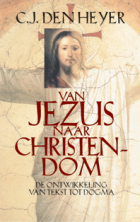 C.J. DEN HEYER
VAN
JEZUS
NAAR
CHRISTEN-
DOM
DE ONTWIKKELING
VAN TEKST TOT DOGMA